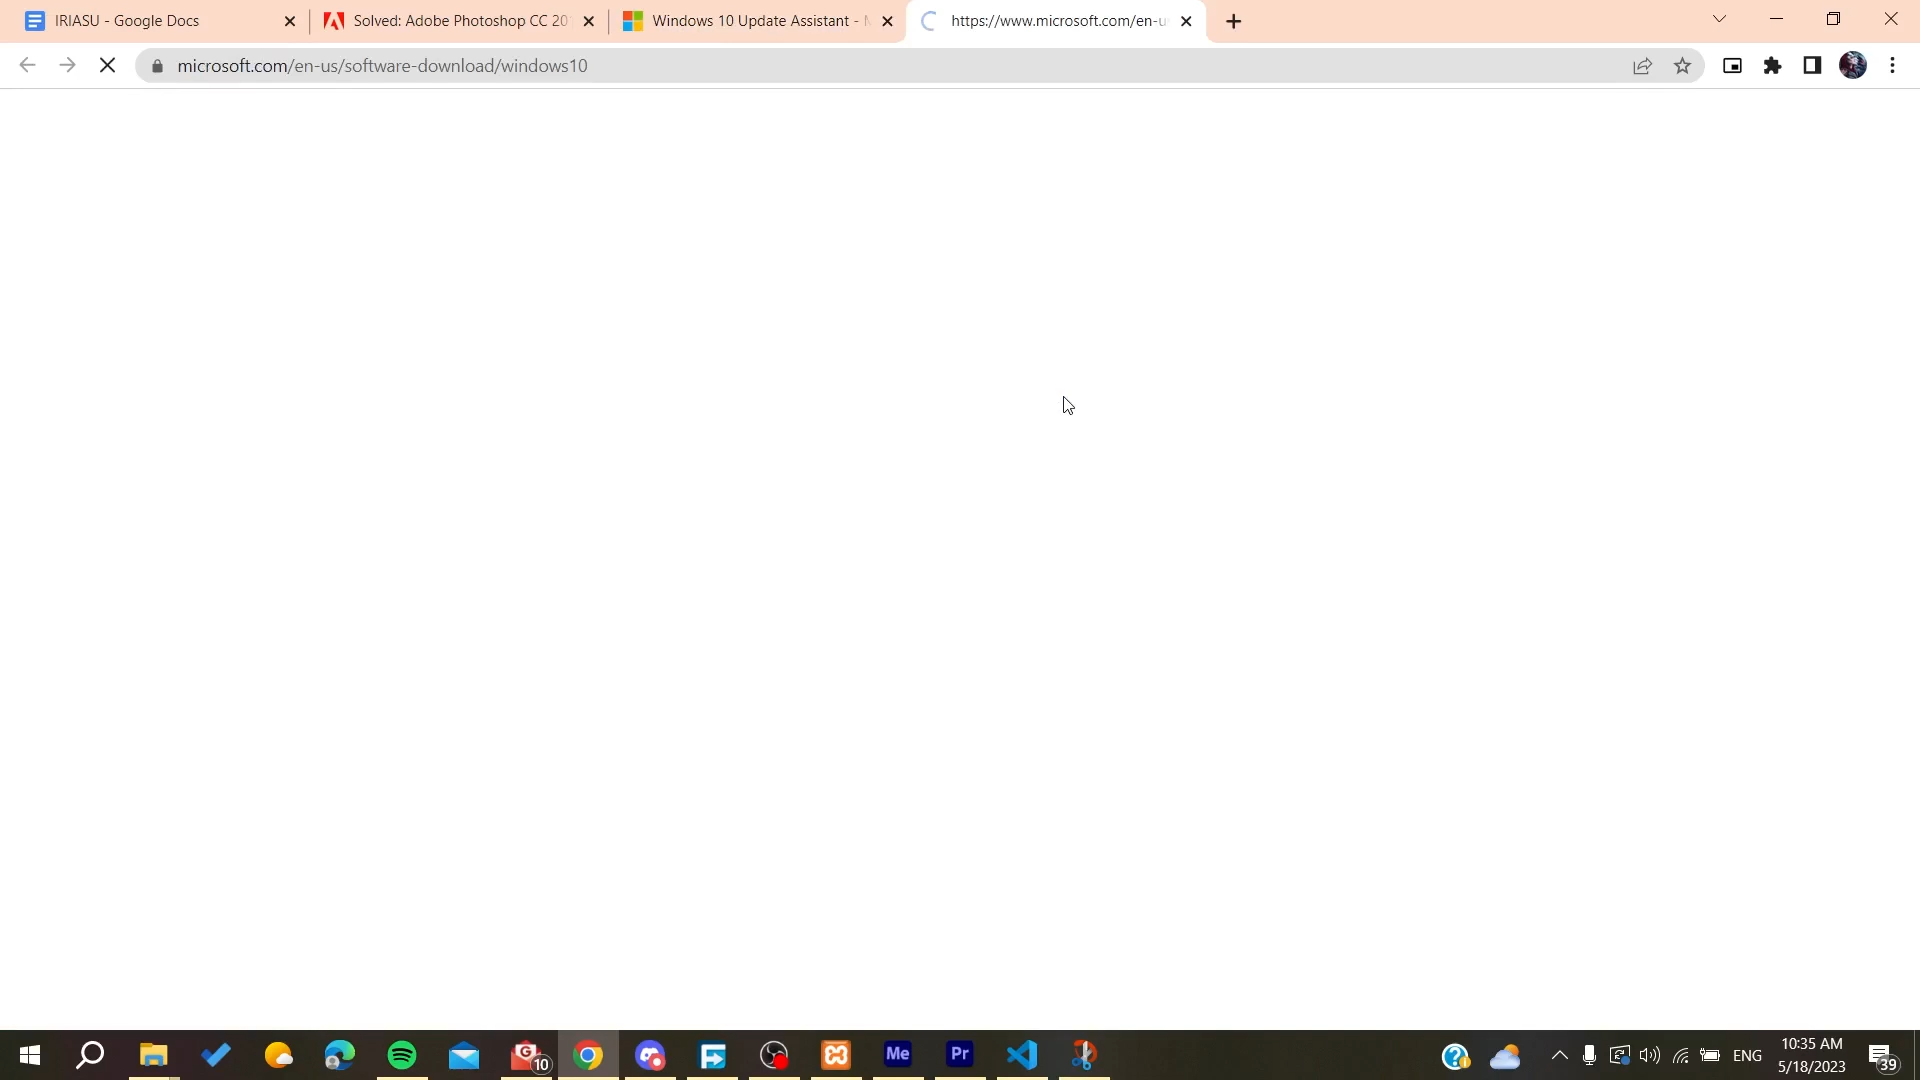 IRIASU - Google Docs
Solved: Adobe Photoshop CC 20
Windows 10 Update Assistant - M
https://www.microsoft.com/en-u
microsoft.com/en-us/software-download/windows10
G
10
Me
Pr
ENG
10:35 AM
5/18/2023
39